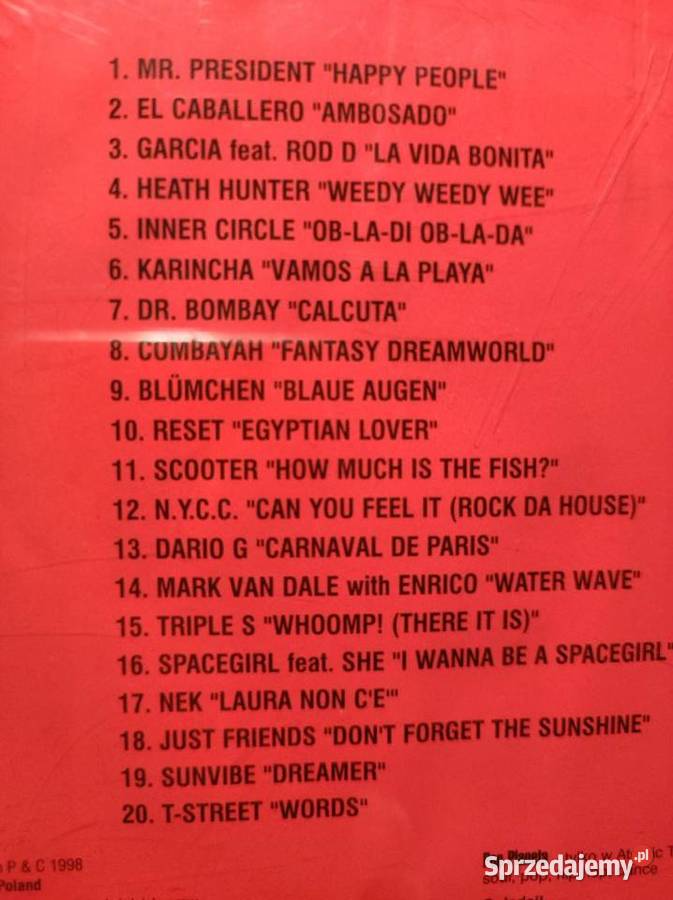 1. MR. PRESIDENT "HAPPY PEOPLE"
2. EL CABALLERO "AMBOSADO"
3. GARCIA feat. ROD D "LA VIDA BONITA"
4. HEATH HUNTER "WEEDY WEEDY WEE"
5. INNER CIRCLE "OB-LA-DI OB-LA-DA"
6. KARINCHA "VAMOS A LA PLAYA"
7. DR. BOMBAY "CALCUTA"
8. COMBAYAH "FANTASY DREAMWORLD"
9. BLÜMCHEN "BLAUE AUGEN"
10. RESET "EGYPTIAN LOVER"
11. SCOOTER "HOW MUCH IS THE FISH?"
12. N.Y.C.C. "CAN YOU FEEL IT (ROCK DA HOUSE)"
13. DARIO G "CARNAVAL DE PARIS"
14. MARK VAN DALE with ENRICO "WATER WAVE"
15. TRIPLE S "WHOOMP! (THERE IT IS)"
16. SPACEGIRL feat. SHE "I WANNA BE A SPACEGIRL"
17. NEK "LAURA NON C'E'"
18. JUST FRIENDS "DON'T FORGET THE SUNSHINE"
19. SUNVIBE "DREAMER"
20. T-STREET "WORDS"
P & C 1998
Poland
tylko w
soul, pop,
Sprzedajemy.pl